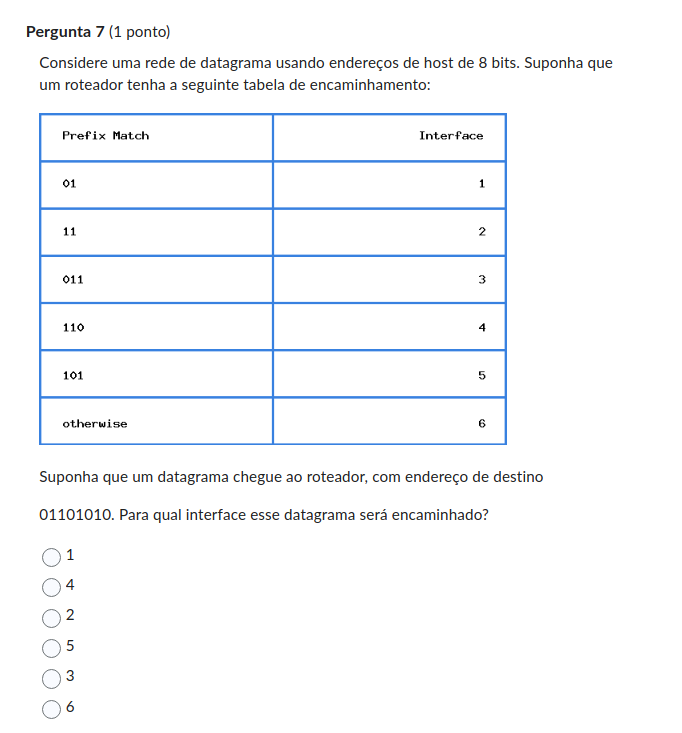 Pergunta 7 (1 ponto)
Considere uma rede de datagrama usando endereços de host de 8 bits. Suponha que
um roteador tenha a seguinte tabela de encaminhamento:
Prefix Match Interface
01 1
11 2
011 3
110 4
101 5
otherwise 6
Suponha que um datagrama chegue ao roteador, com endereço de destino
01101010. Para qual interface esse datagrama será encaminhado?
1
4
2
5
3
6